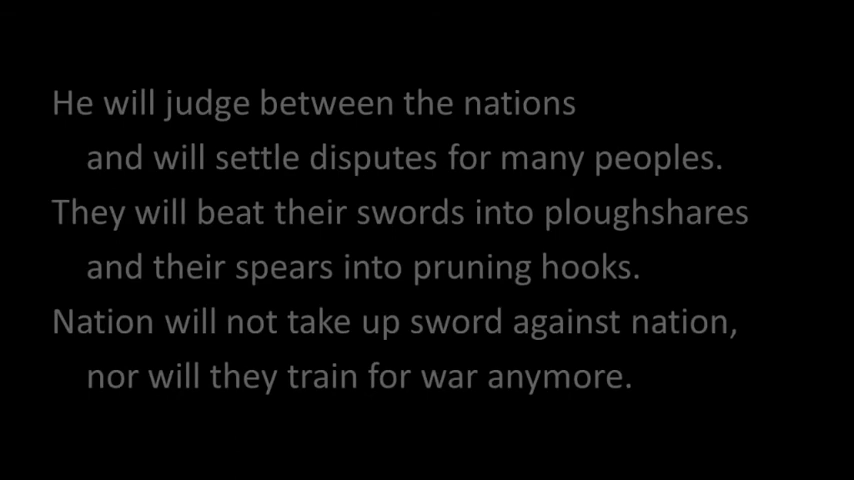 He will judge between the nations
and will settle disputes for many peoples.
They will beat their swords into ploughshares
and their spears into pruning hooks.
Nation will not take up sword against nation,
nor will they train for war anymore.